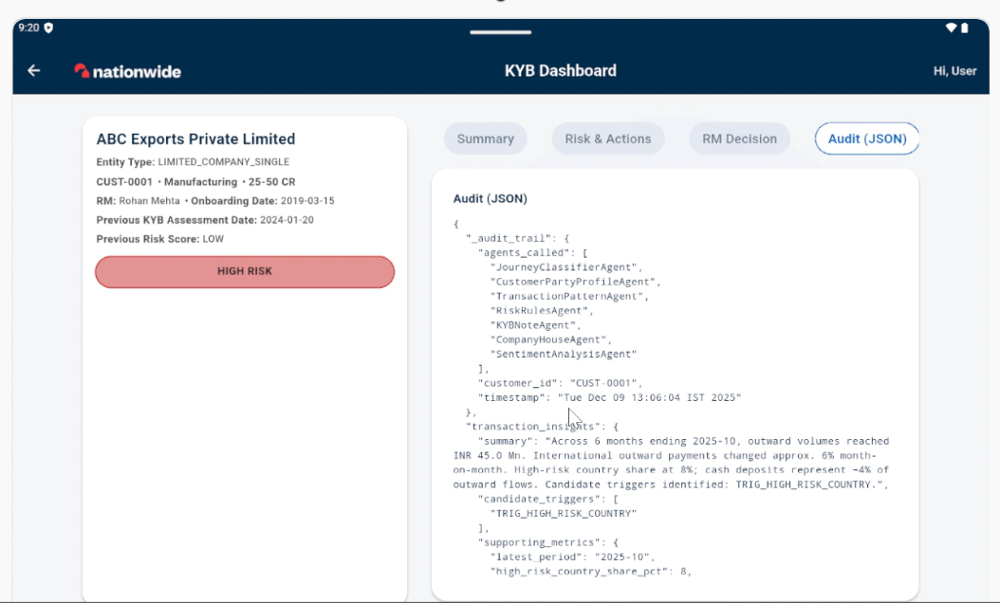 9:20
nationwide
KYB Dashboard
Hi, User
ABC Exports Private Limited
Entity Type: LIMITED_COMPANY_SINGLE
CUST-0001 • Manufacturing • 25-50 CR
RM: Rohan Mehta • Onboarding Date: 2019-03-15
Previous KYB Assessment Date: 2024-01-20
Previous Risk Score: LOW
HIGH RISK
Summary
Risk & Actions
RM Decision
Audit (JSON)
Audit (JSON)
{
"_audit_trail": {
"agents_called": [
"JourneyClassifierAgent",
"CustomerPartyProfileAgent",
"TransactionPatternAgent",
"RiskRulesAgent",
"KYBNoteAgent",
"CompanyHouseAgent",
"SentimentAnalysisAgent"
],
"customer_id": "CUST-0001",
"timestamp": "Tue Dec 09 13:06:04 IST 2025"
},
"transaction_insights": {
"summary": "Across 6 months ending 2025-10, outward volumes reached
INR 45.0 Mn. International outward payments changed approx. 6% month-
on-month. High-risk country share at 8%; cash deposits represent ~4% of
outward flows. Candidate triggers identified: TRIG_HIGH_RISK_COUNTRY.",
"candidate_triggers": [
"TRIG_HIGH_RISK_COUNTRY"
],
"supporting_metrics": {
"latest_period": "2025-10",
"high_risk_country_share_pct": 8,